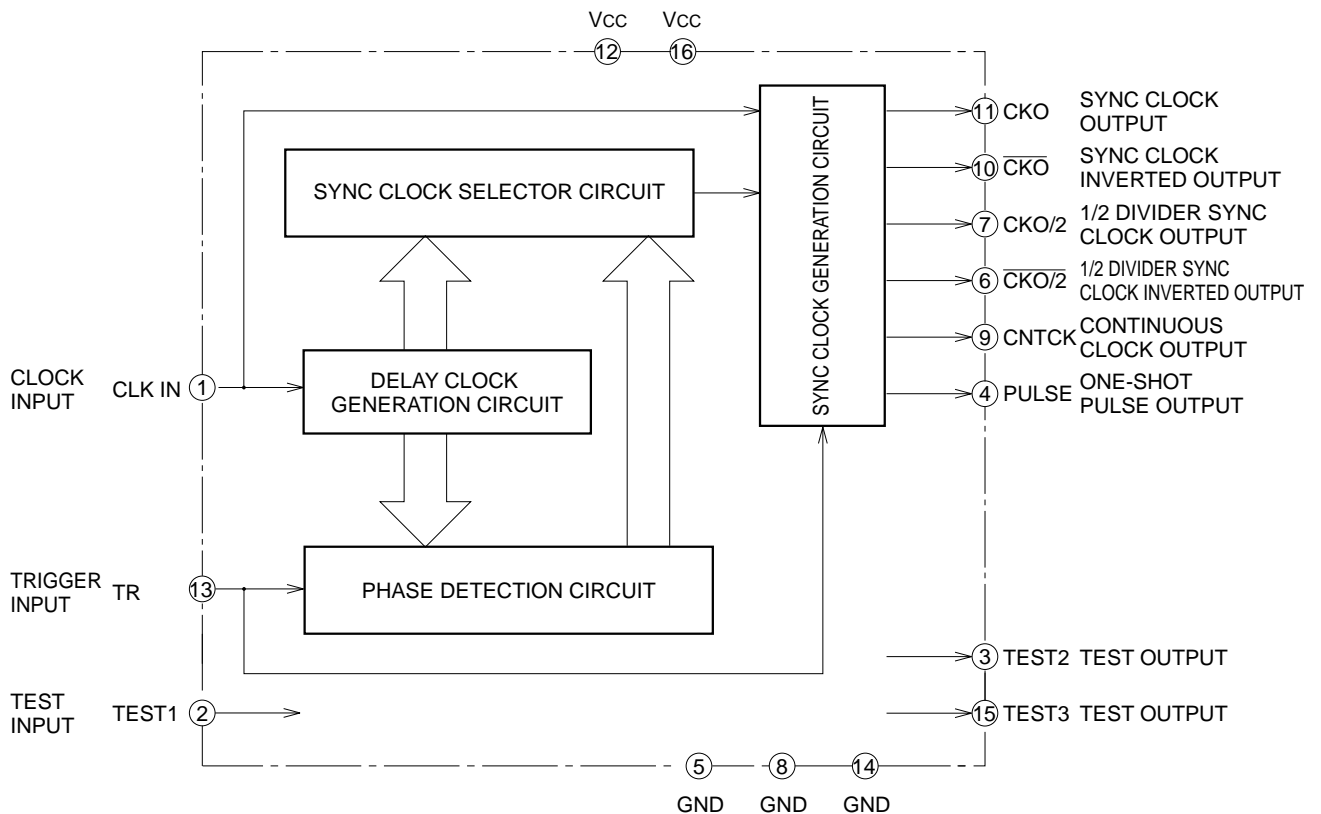 VCC VCC
12 16
SYNC CLOCK SELECTOR CIRCUIT
DELAY CLOCK
GENERATION CIRCUIT
PHASE DETECTION CIRCUIT
SYNC CLOCK GENERATION CIRCUIT
CLOCK
INPUT
CLK IN 1
TRIGGER
INPUT
TR 13
TEST
INPUT
TEST1 2
11 CKO
SYNC CLOCK
OUTPUT
10 C̅K̅O̅
SYNC CLOCK
INVERTED OUTPUT
7 CKO/2
1/2 DIVIDER SYNC
CLOCK OUTPUT
6 C̅K̅O̅/̅2̅
1/2 DIVIDER SYNC
CLOCK INVERTED OUTPUT
9 CNTCK
CONTINUOUS
CLOCK OUTPUT
4 PULSE
ONE-SHOT
PULSE OUTPUT
3 TEST2 TEST OUTPUT
15 TEST3 TEST OUTPUT
5 8 14
GND GND GND